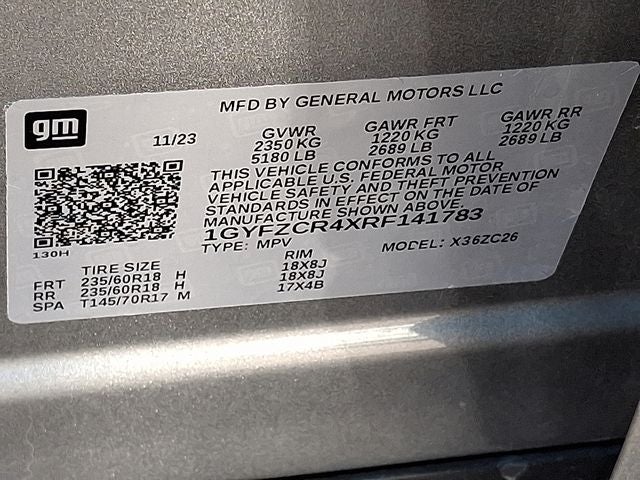 MFD BY GENERAL MOTORS LLC
gm
11/23 GVWR GAWR FRT GAWR RR
2350 KG 1220 KG 1220 KG
5180 LB 2689 LB 2689 LB
THIS VEHICLE CONFORMS TO ALL
APPLICABLE U.S. FEDERAL MOTOR
VEHICLE SAFETY AND THEFT PREVENTION
STANDARDS IN EFFECT ON THE DATE OF
MANUFACTURE SHOWN ABOVE.
1GYFZCR4XRF141783
130H
TYPE: MPV MODEL: X36ZC26
TIRE SIZE RIM
FRT 235/60R18 H 18X8J
RR 235/60R18 H 18X8J
SPA T145/70R17 M 17X4B